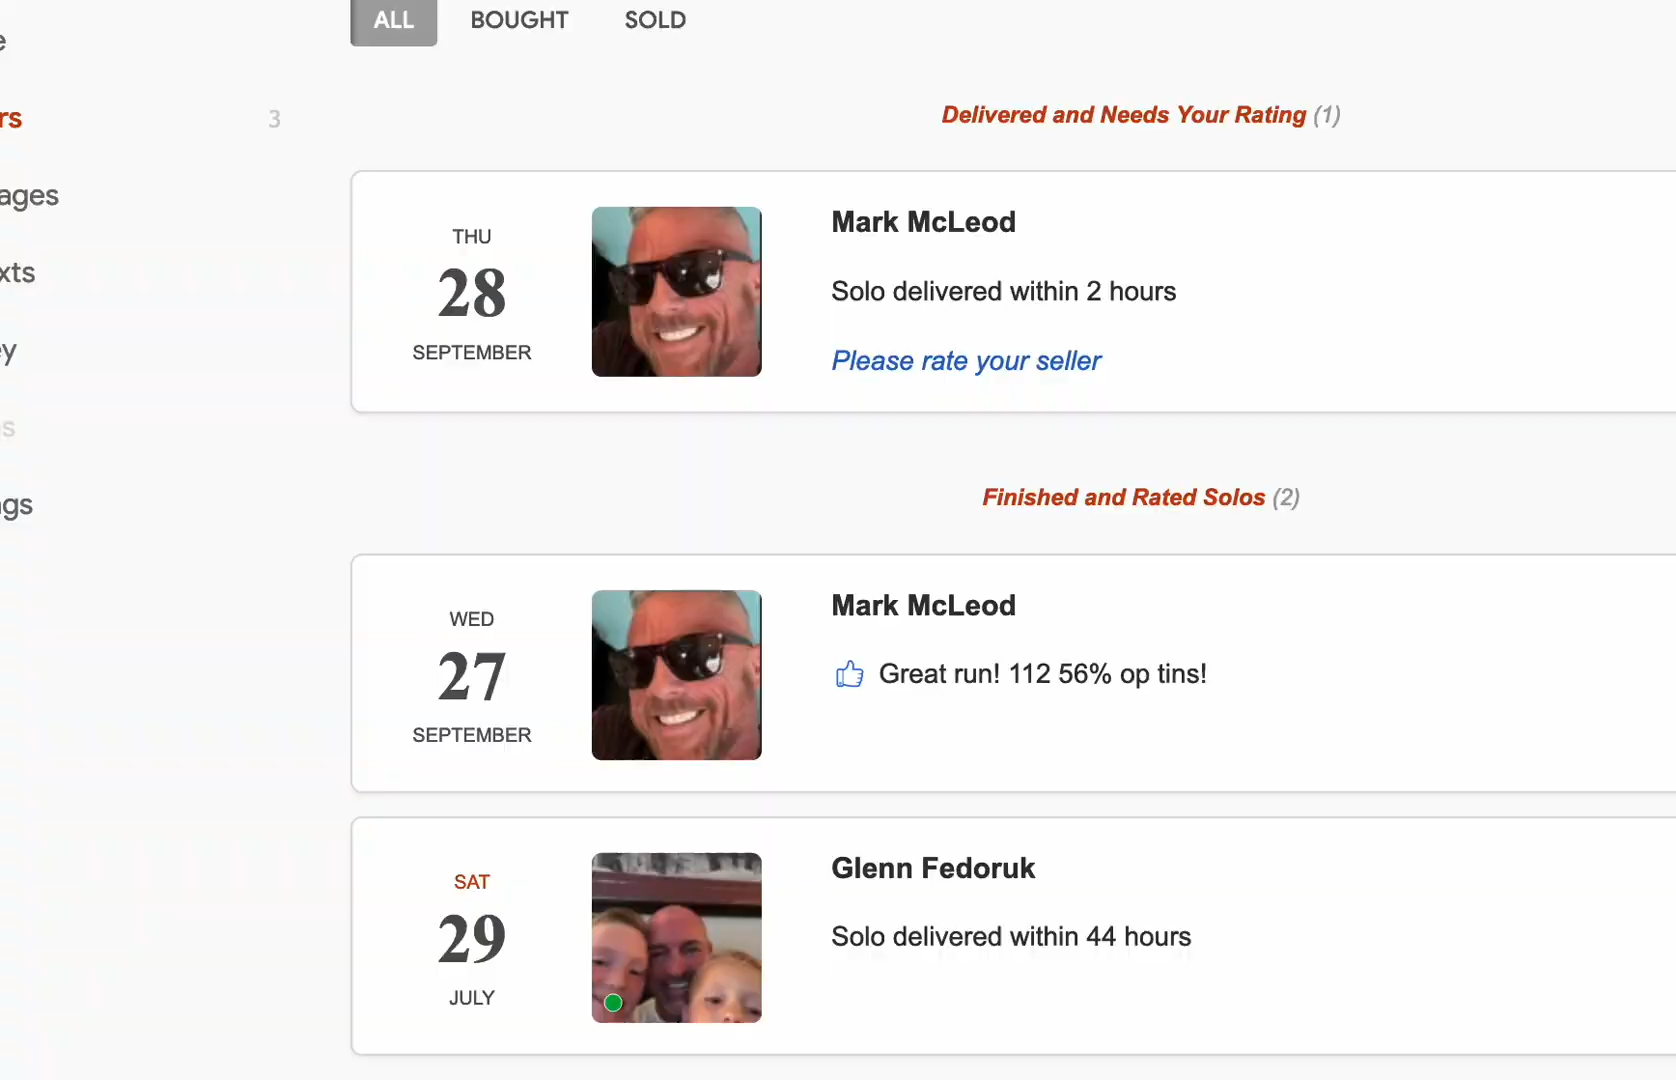 ALL BOUGHT SOLD
e
rs 3
ages
xts
ey
s
ngs
Delivered and Needs Your Rating (1)
THU
28
SEPTEMBER
Mark McLeod
Solo delivered within 2 hours
Please rate your seller
Finished and Rated Solos (2)
WED
27
SEPTEMBER
Mark McLeod
Great run! 112 56% op tins!
SAT
29
JULY
Glenn Fedoruk
Solo delivered within 44 hours